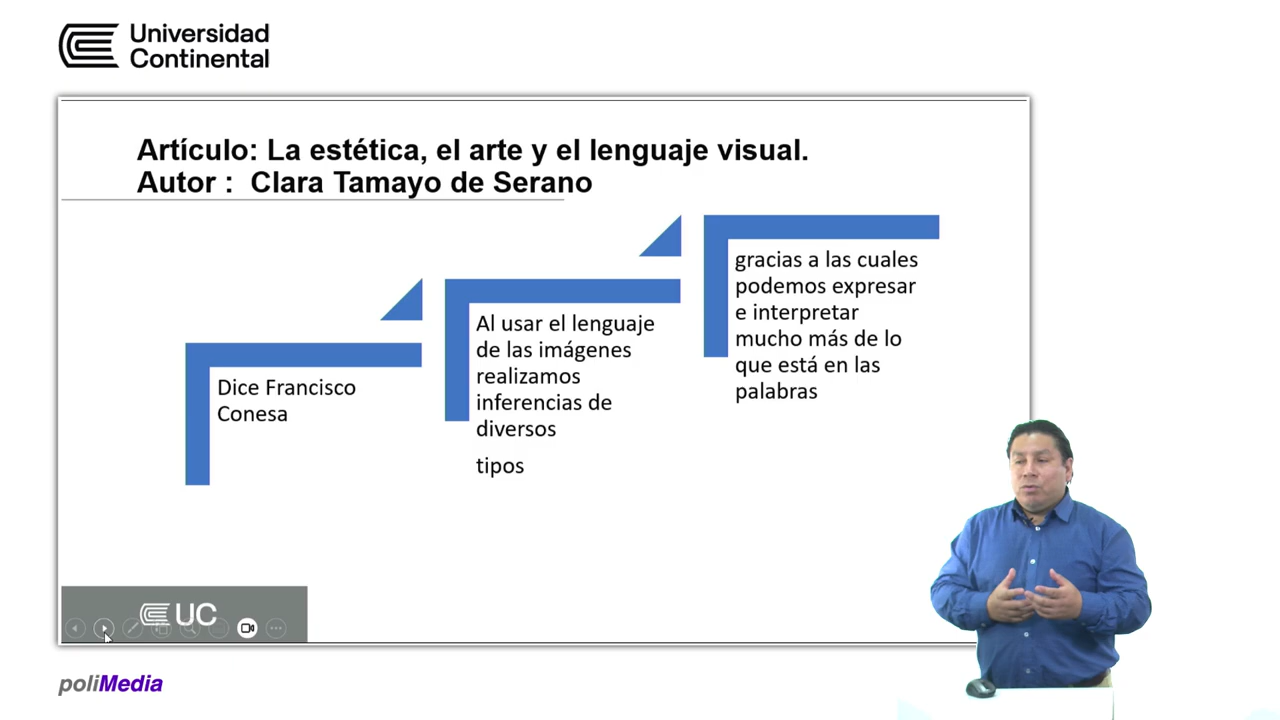 Universidad
Continental
Artículo: La estética, el arte y el lenguaje visual.
Autor : Clara Tamayo de Serano
Dice Francisco
Conesa
Al usar el lenguaje
de las imágenes
realizamos
inferencias de
diversos
tipos
gracias a las cuales
podemos expresar
e interpretar
mucho más de lo
que está en las
palabras
UC
poliMedia